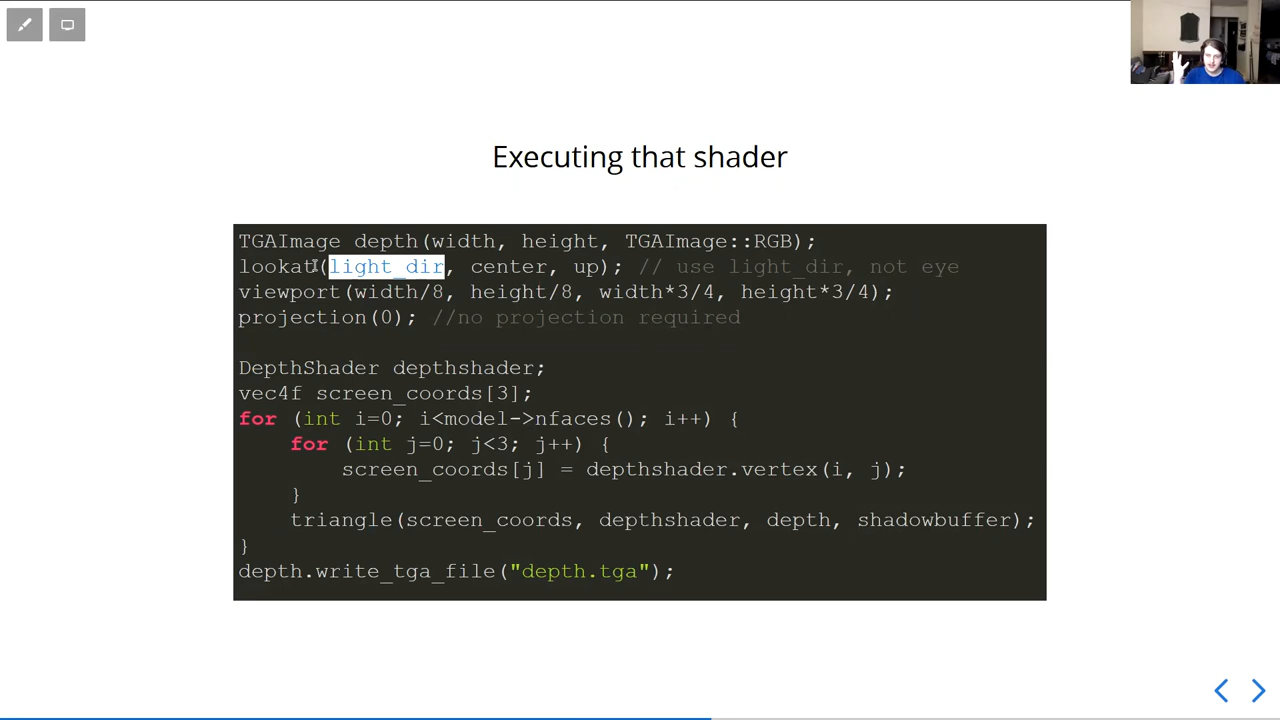 Executing that shader
TGAImage depth(width, height, TGAImage::RGB);
lookat(light_dir, center, up); // use light_dir, not eye
viewport(width/8, height/8, width*3/4, height*3/4);
projection(0); //no projection required
DepthShader depthshader;
vec4f screen_coords[3];
for (int i=0; i<model->nfaces(); i++) {
for (int j=0; j<3; j++) {
screen_coords[j] = depthshader.vertex(i, j);
}
triangle(screen_coords, depthshader, depth, shadowbuffer);
}
depth.write_tga_file("depth.tga");